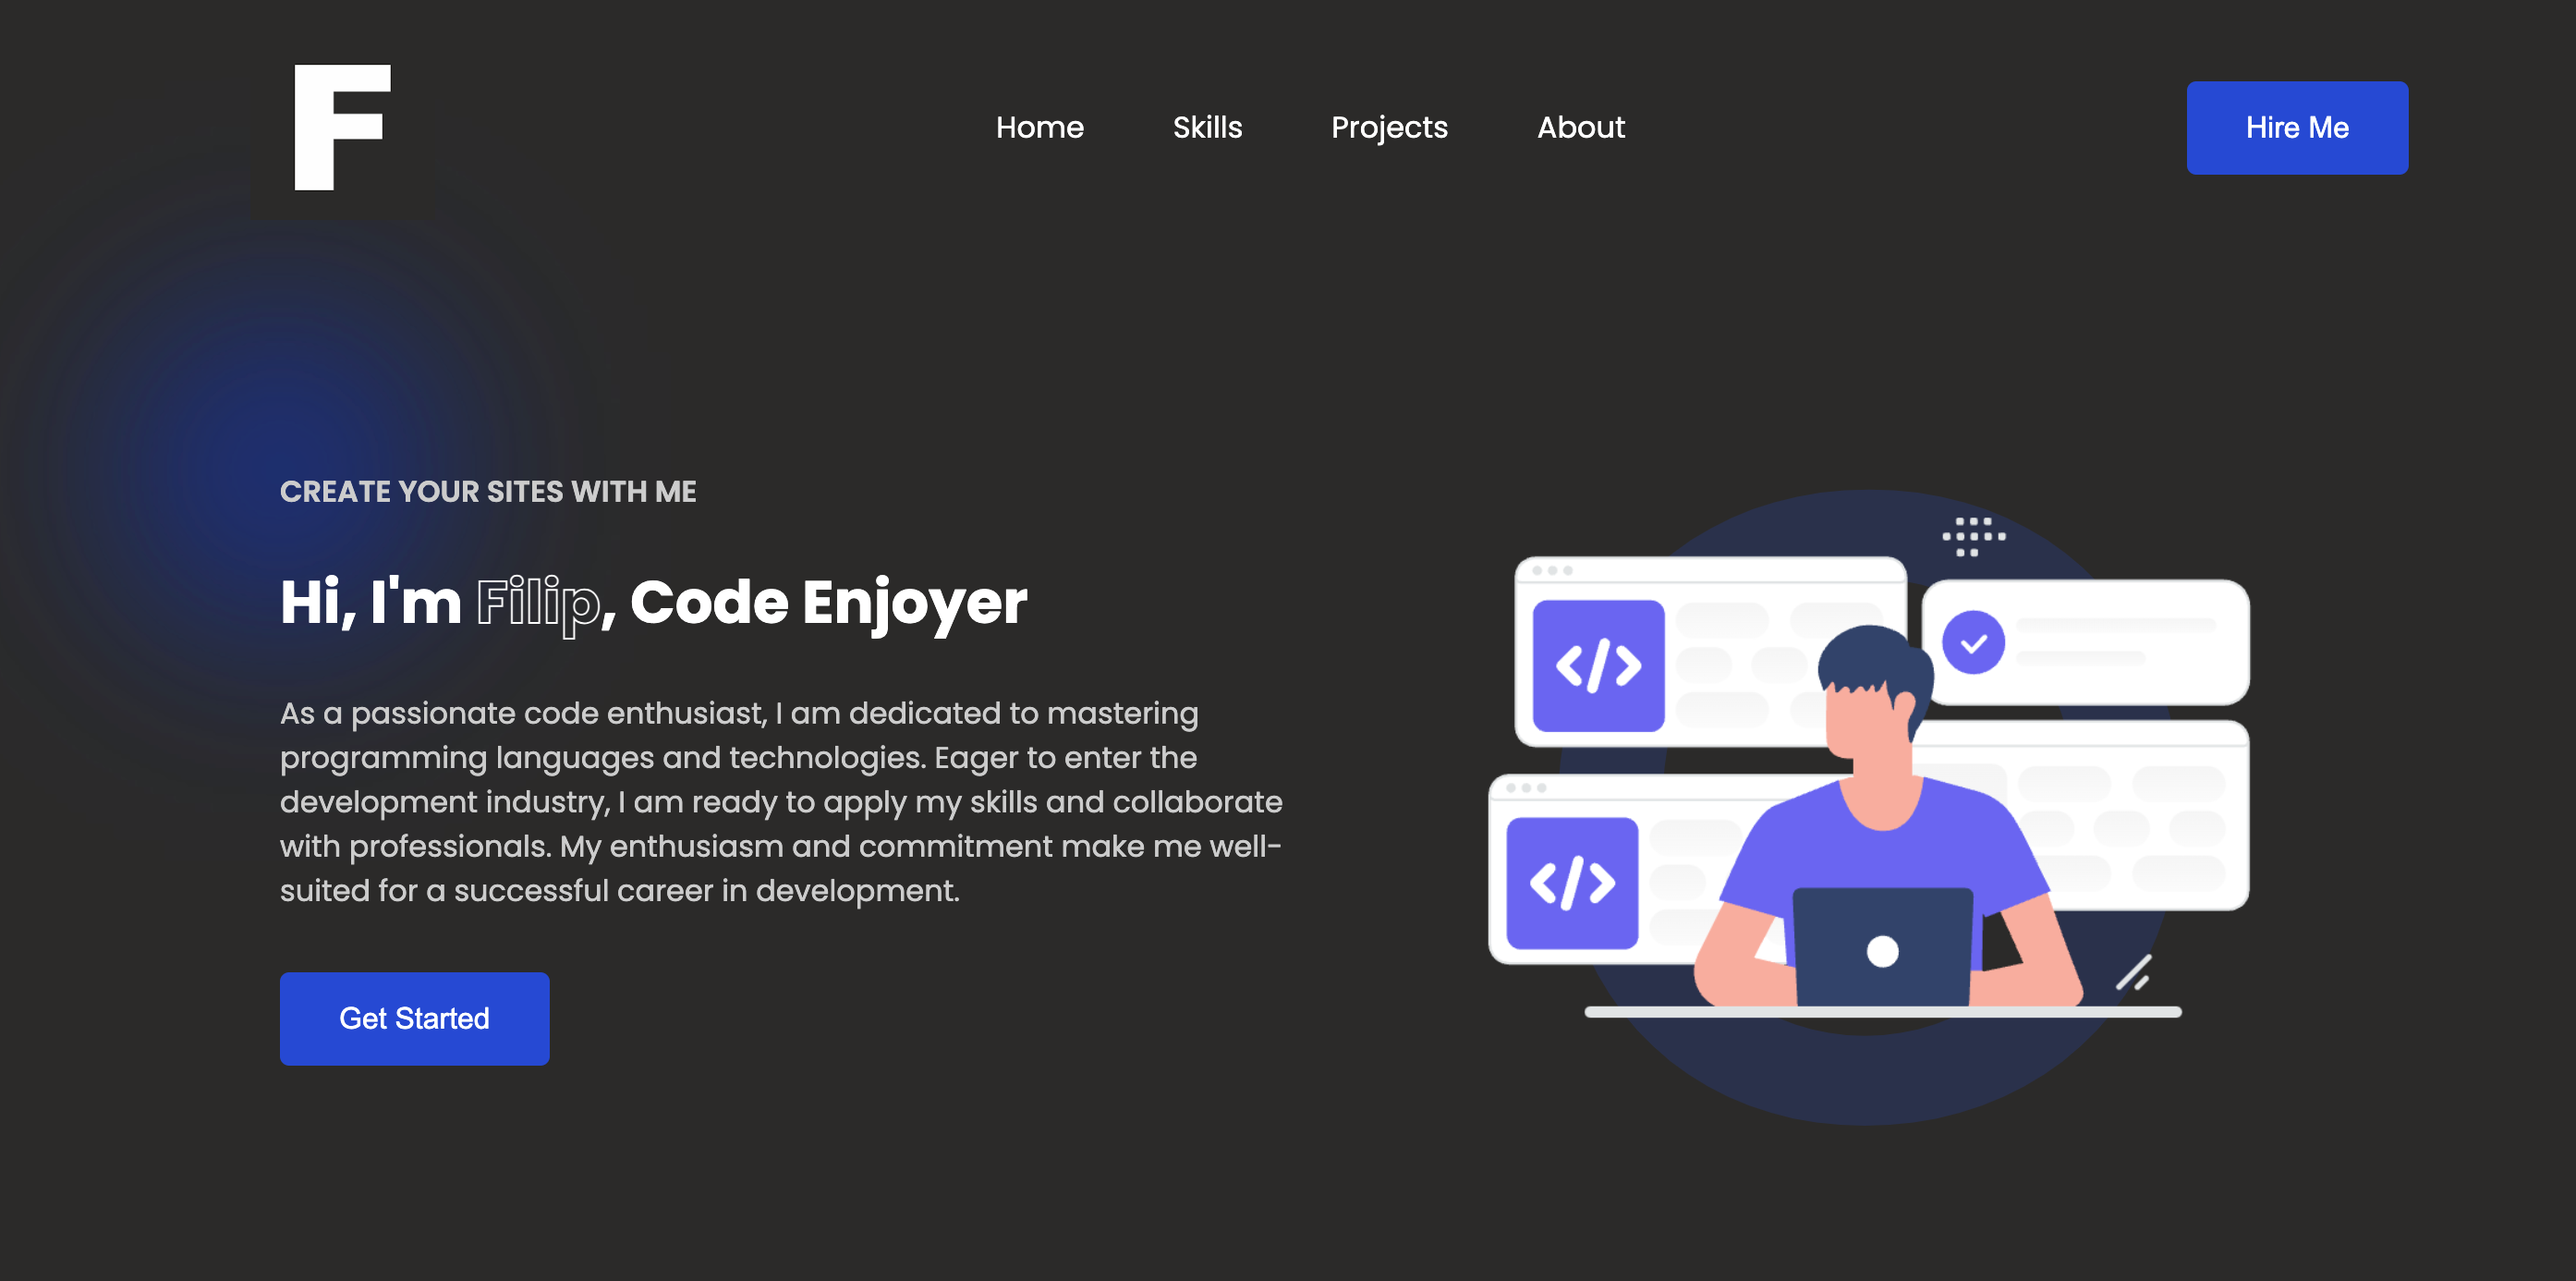 F
Home Skills Projects About Hire Me
CREATE YOUR SITES WITH ME
Hi, I'm Filip, Code Enjoyer
As a passionate code enthusiast, I am dedicated to mastering
programming languages and technologies. Eager to enter the
development industry, I am ready to apply my skills and collaborate
with professionals. My enthusiasm and commitment make me well-
suited for a successful career in development.
Get Started
</>
</>